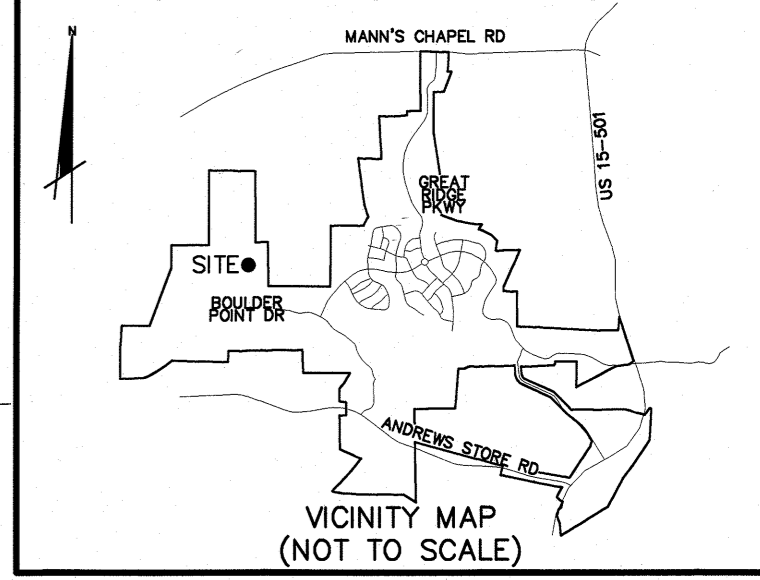 N
MANN'S CHAPEL RD
US 15-501
GREAT
RIDGE
PKWY
SITE
BOULDER
POINT DR
ANDREWS STORE RD
VICINITY MAP
(NOT TO SCALE)